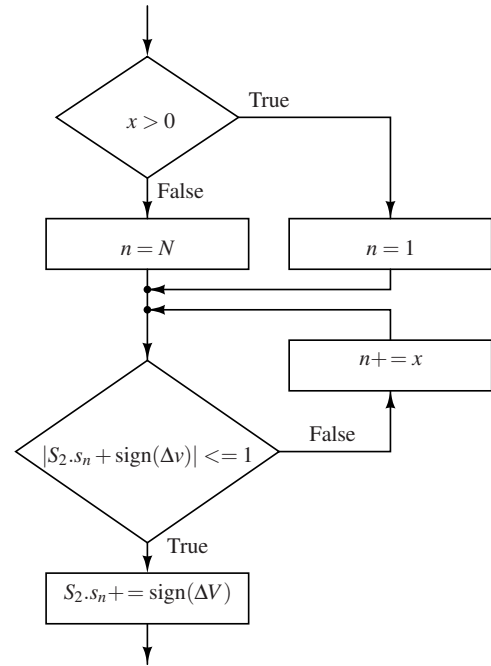 x > 0
True
False
n = N
n = 1
n+ = x
|S₂.sₙ + sign(Δv)| <= 1
False
True
S₂.sₙ+ = sign(ΔV)